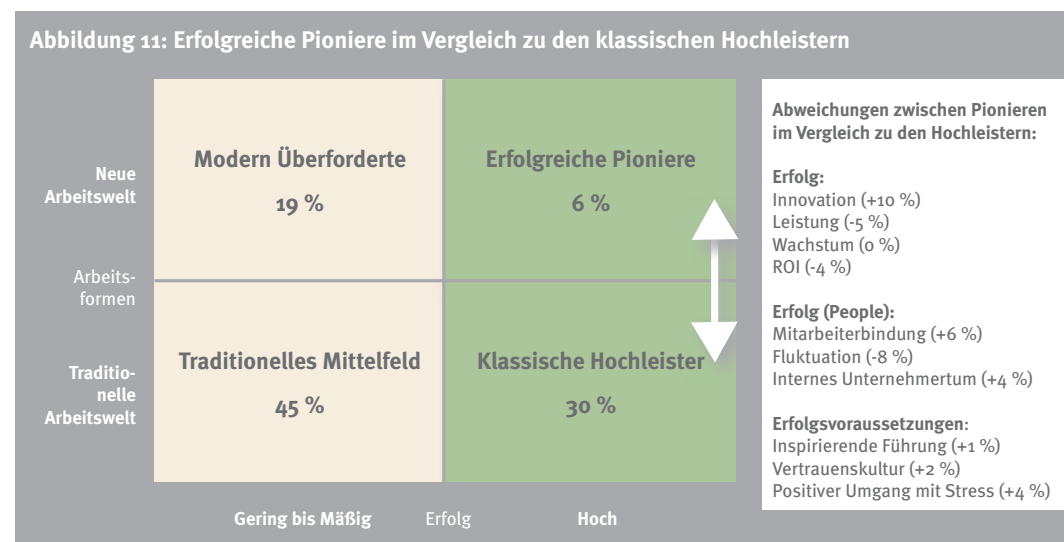 Abbildung 11: Erfolgreiche Pioniere im Vergleich zu den klassischen Hochleistern
Neue
Arbeitswelt
Arbeits-
formen
Traditio-
nelle
Arbeitswelt
Modern Überforderte
19 %
Erfolgreiche Pioniere
6 %
Traditionelles Mittelfeld
45 %
Klassische Hochleister
30 %
Gering bis Mäßig
Erfolg
Hoch
Abweichungen zwischen Pionieren
im Vergleich zu den Hochleistern:
Erfolg:
Innovation (+10 %)
Leistung (-5 %)
Wachstum (0 %)
ROI (-4 %)
Erfolg (People):
Mitarbeiterbindung (+6 %)
Fluktuation (-8 %)
Internes Unternehmertum (+4 %)
Erfolgsvoraussetzungen:
Inspirierende Führung (+1 %)
Vertrauenskultur (+2 %)
Positiver Umgang mit Stress (+4 %)